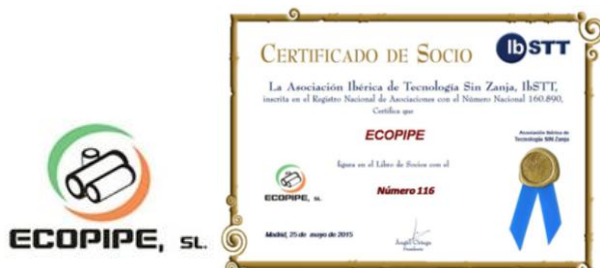 ECOPIPE, SL.
CERTIFICADO DE SOCIO
IbSTT
La Asociación Ibérica de Tecnología Sin Zanja, IbSTT,
inscrita en el Registro Nacional de Asociaciones con el Número Nacional 160.890,
Certifica que
ECOPIPE
Asociación Ibérica de
Tecnología SIN Zanja
figura en el Libro de Socios con el
Número 116
ECOPIPE, SL.
Madrid, 25 de mayo de 2015
Presidente